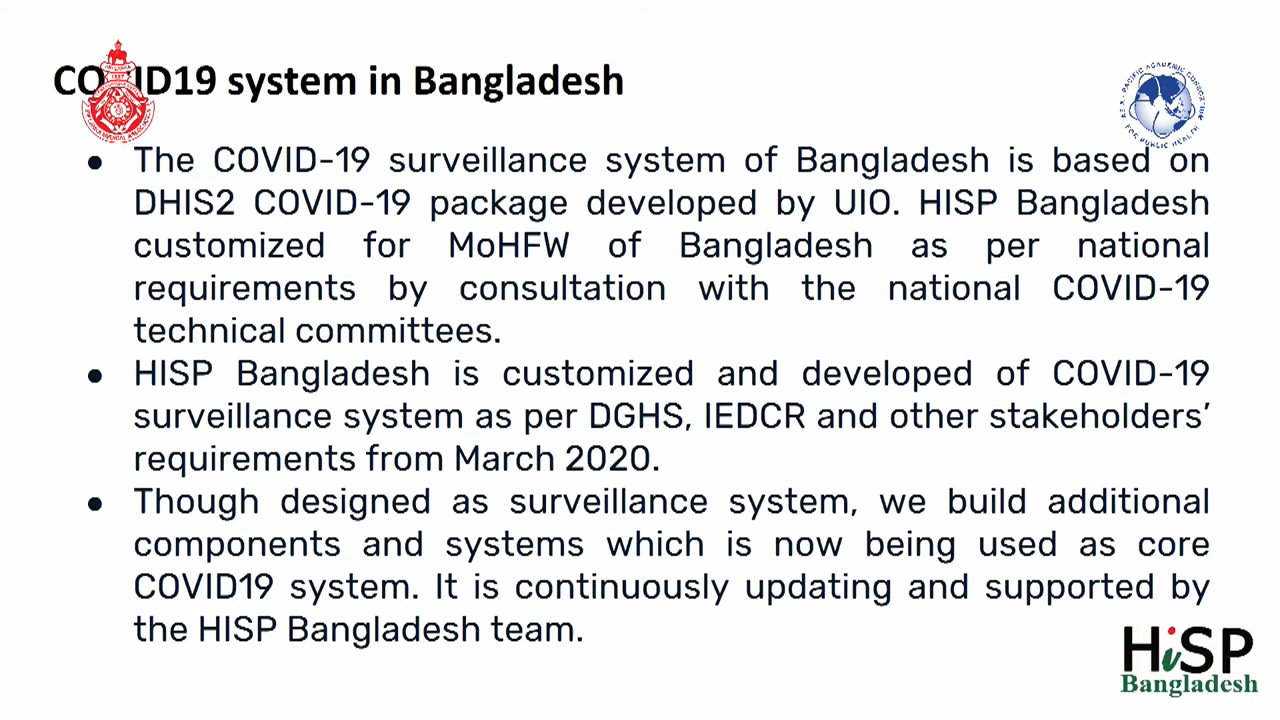 COVID19 system in Bangladesh
● The COVID-19 surveillance system of Bangladesh is based on
DHIS2 COVID-19 package developed by UIO. HISP Bangladesh
customized for MoHFW of Bangladesh as per national
requirements by consultation with the national COVID-19
technical committees.
● HISP Bangladesh is customized and developed of COVID-19
surveillance system as per DGHS, IEDCR and other stakeholders’
requirements from March 2020.
● Though designed as surveillance system, we build additional
components and systems which is now being used as core
COVID19 system. It is continuously updating and supported by
the HISP Bangladesh team.
HiSP
Bangladesh